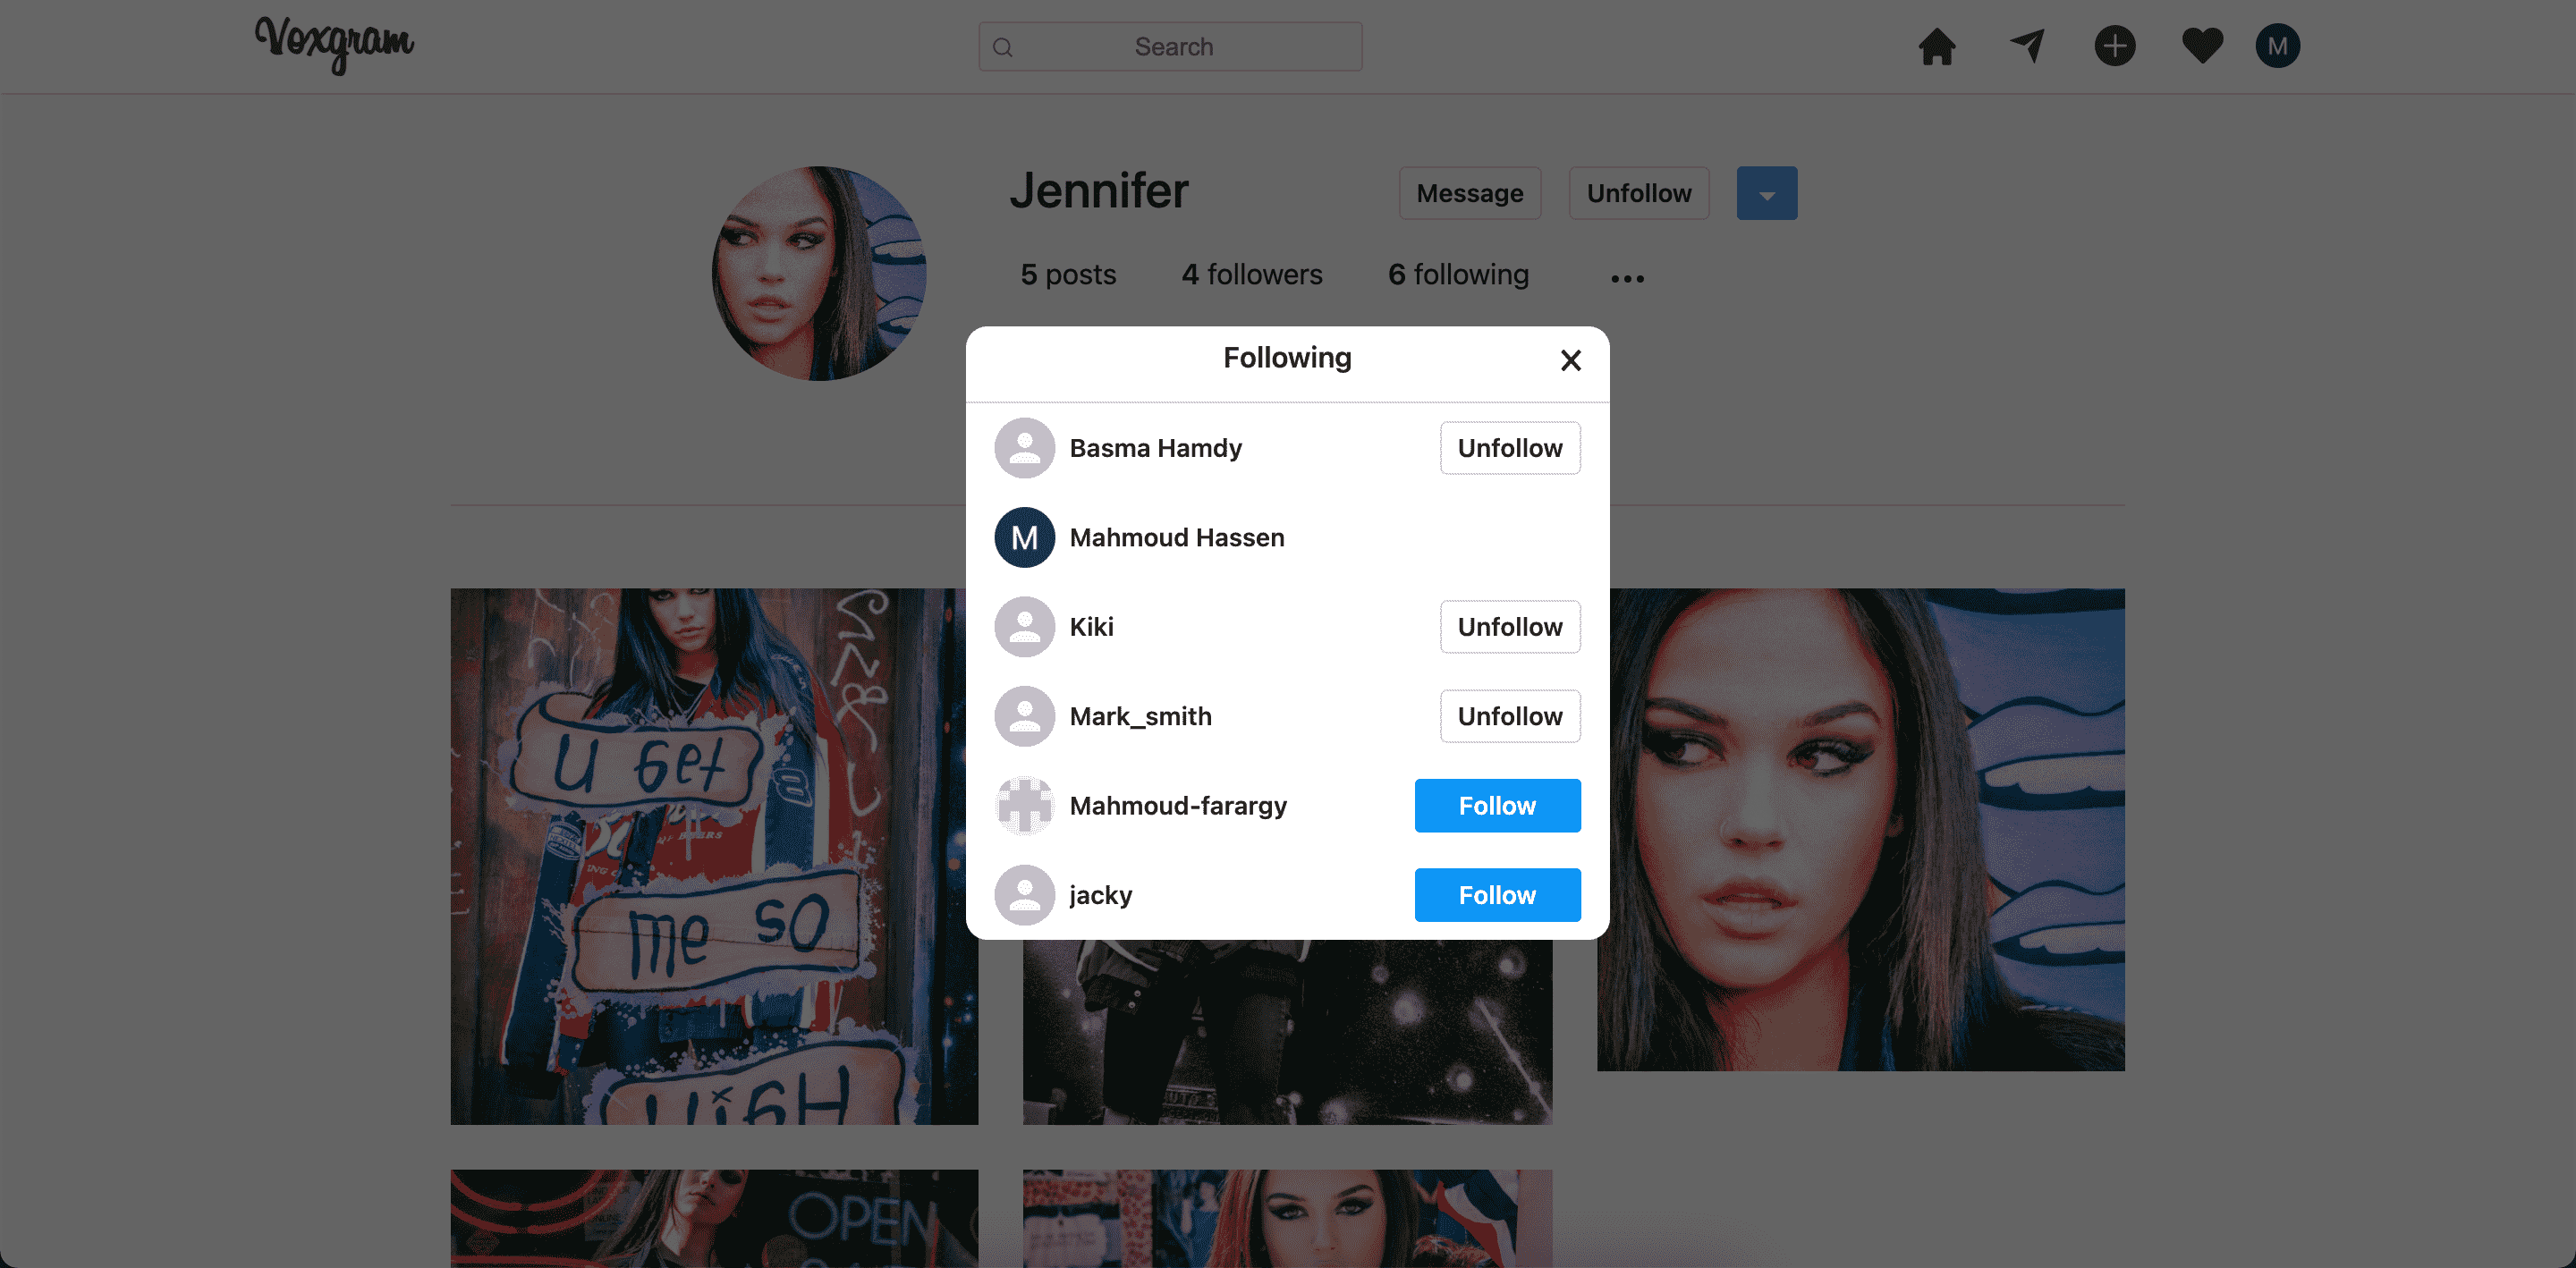 Voxgram
Search
M
Jennifer
Message
Unfollow
5 posts
4 followers
6 following
Following
Basma Hamdy
Unfollow
M
Mahmoud Hassen
Kiki
Unfollow
Mark_smith
Unfollow
Mahmoud-farargy
Follow
jacky
Follow
u get
8
me so
High
OPEN